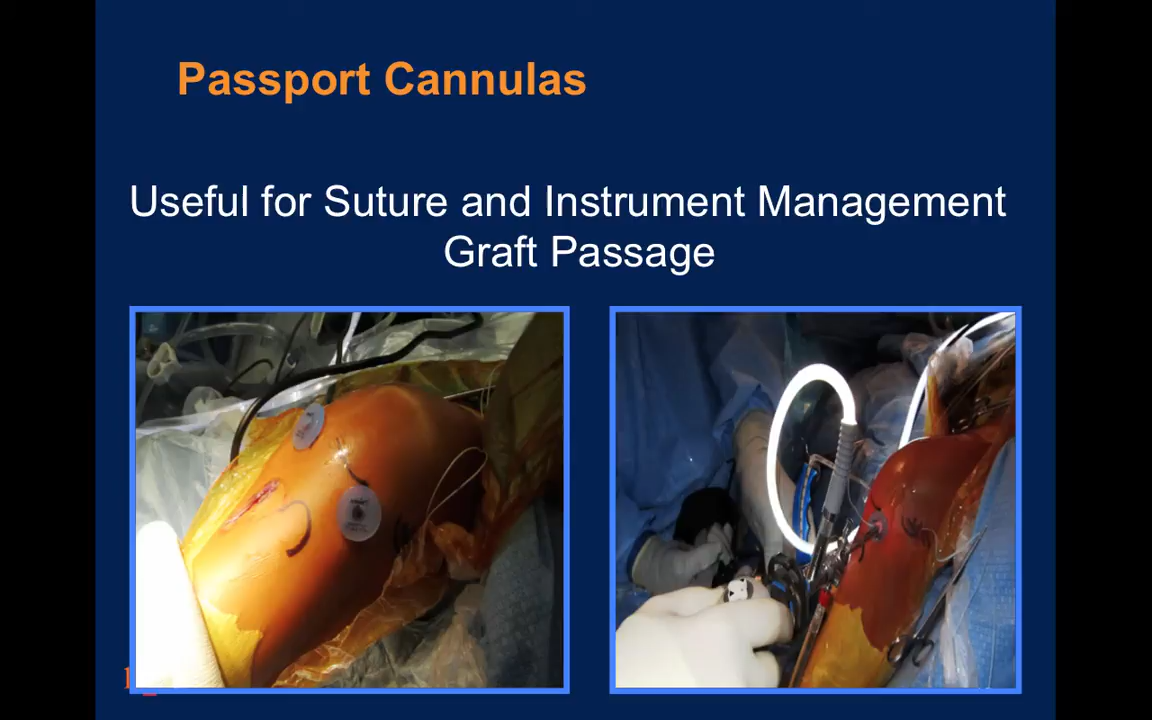 Passport Cannulas
Useful for Suture and Instrument Management
Graft Passage